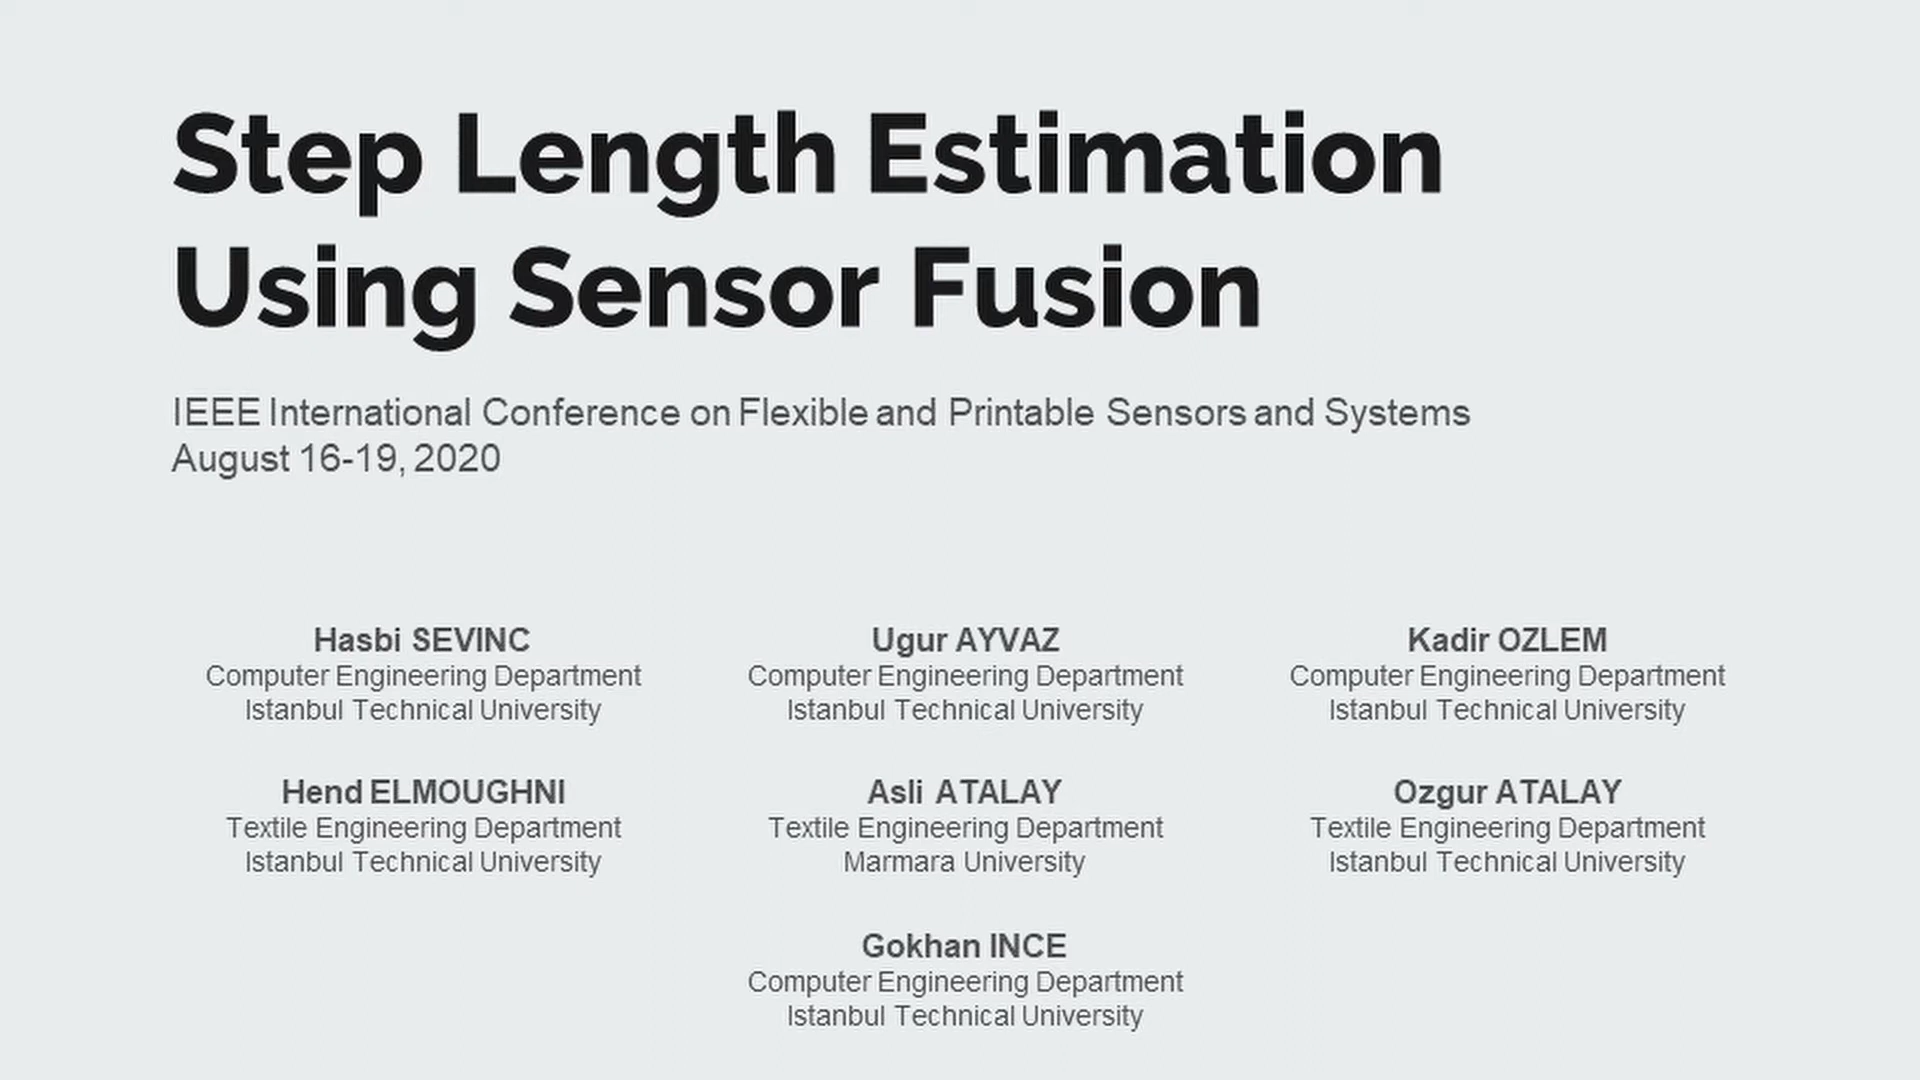 Step Length Estimation
Using Sensor Fusion
IEEE International Conference on Flexible and Printable Sensors and Systems
August 16-19, 2020
Hasbi SEVINC
Computer Engineering Department
Istanbul Technical University
Ugur AYVAZ
Computer Engineering Department
Istanbul Technical University
Kadir OZLEM
Computer Engineering Department
Istanbul Technical University
Hend ELMOUGHNI
Textile Engineering Department
Istanbul Technical University
Asli ATALAY
Textile Engineering Department
Marmara University
Ozgur ATALAY
Textile Engineering Department
Istanbul Technical University
Gokhan INCE
Computer Engineering Department
Istanbul Technical University